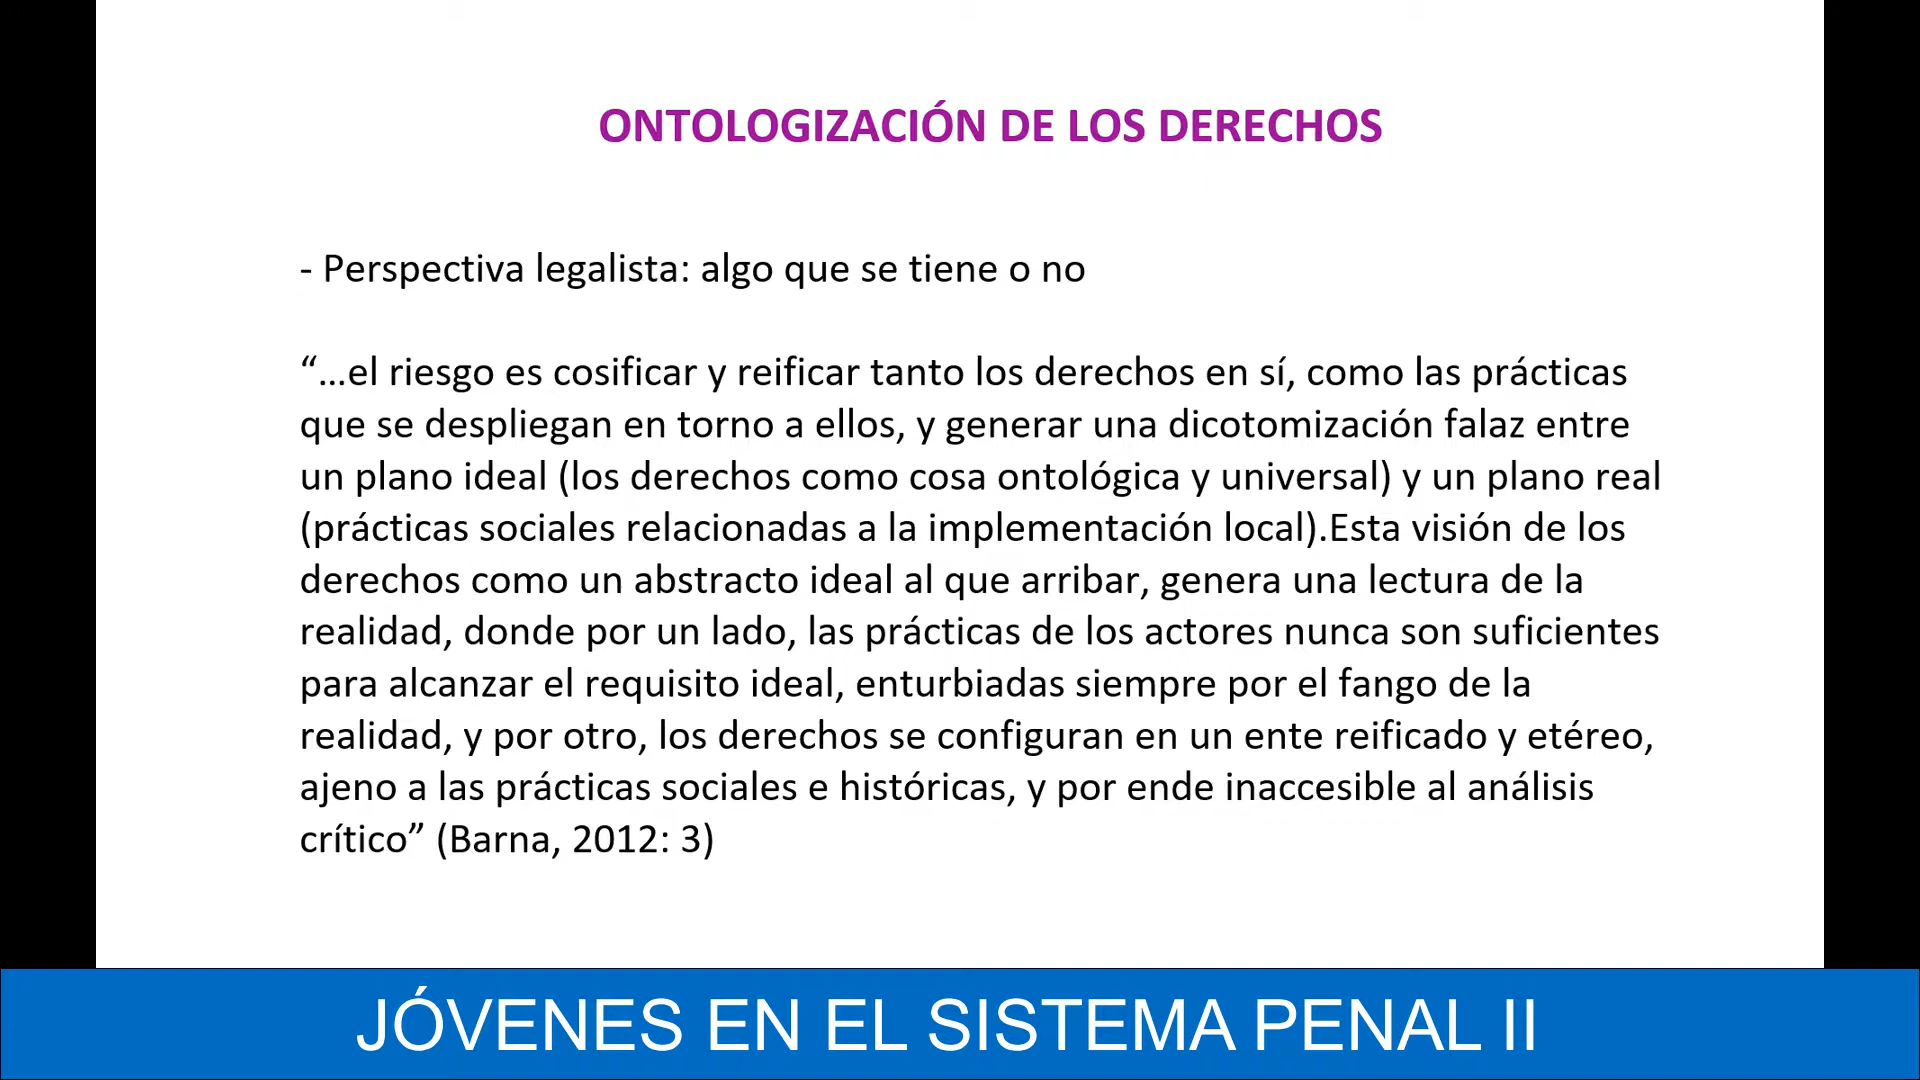 ONTOLOGIZACIÓN DE LOS DERECHOS
- Perspectiva legalista: algo que se tiene o no
“...el riesgo es cosificar y reificar tanto los derechos en sí, como las prácticas
que se despliegan en torno a ellos, y generar una dicotomización falaz entre
un plano ideal (los derechos como cosa ontológica y universal) y un plano real
(prácticas sociales relacionadas a la implementación local).Esta visión de los
derechos como un abstracto ideal al que arribar, genera una lectura de la
realidad, donde por un lado, las prácticas de los actores nunca son suficientes
para alcanzar el requisito ideal, enturbiadas siempre por el fango de la
realidad, y por otro, los derechos se configuran en un ente reificado y etéreo,
ajeno a las prácticas sociales e históricas, y por ende inaccesible al análisis
crítico” (Barna, 2012: 3)
JÓVENES EN EL SISTEMA PENAL II